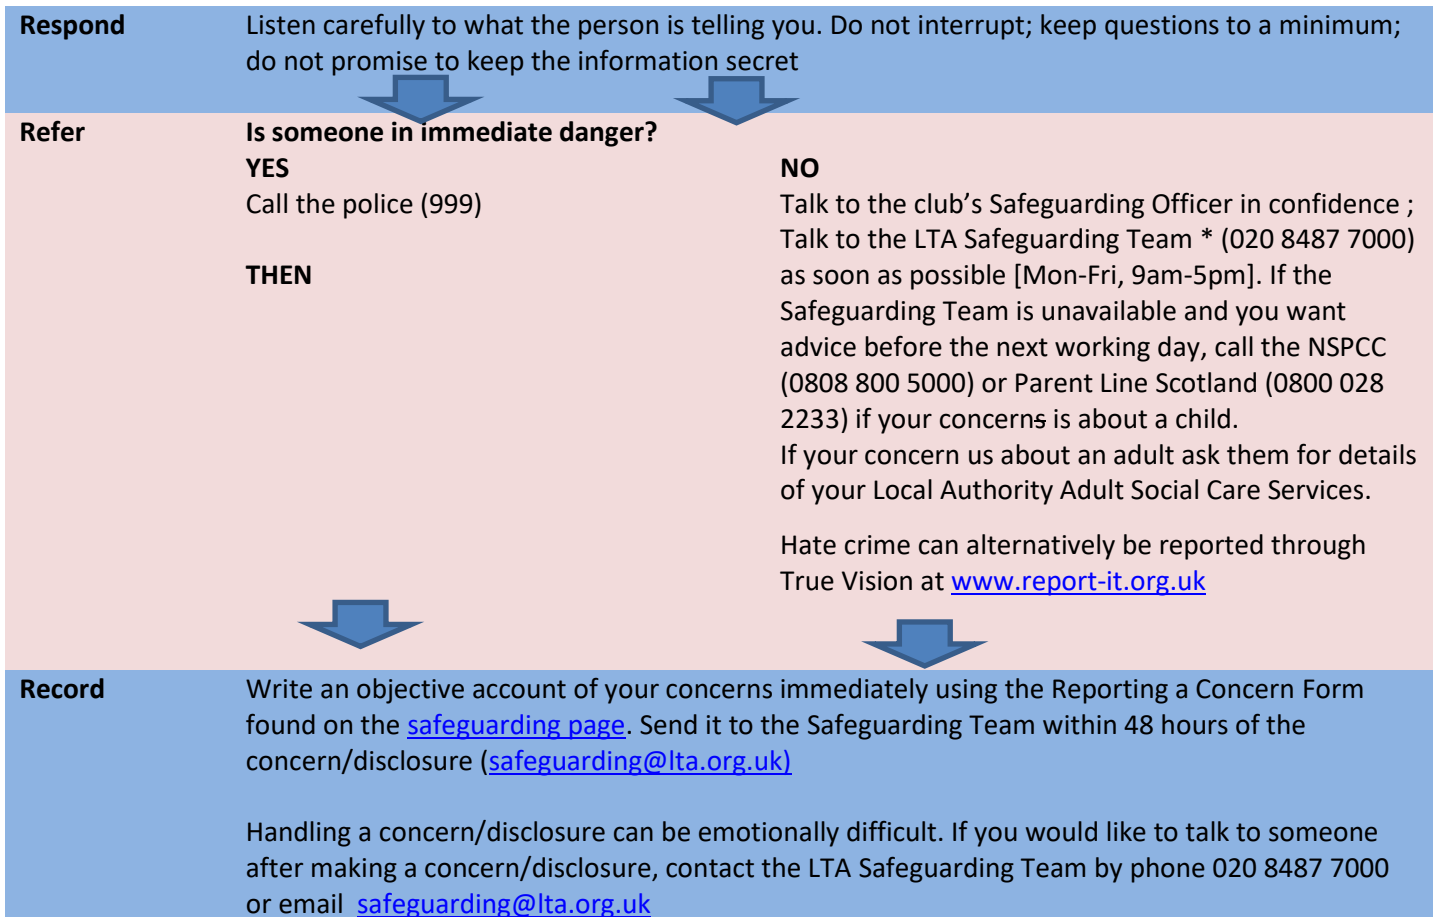 Respond
Listen carefully to what the person is telling you. Do not interrupt; keep questions to a minimum;
do not promise to keep the information secret
Refer
Is someone in immediate danger?
YES
Call the police (999)
THEN
NO
Talk to the club’s Safeguarding Officer in confidence ;
Talk to the LTA Safeguarding Team * (020 8487 7000)
as soon as possible [Mon-Fri, 9am-5pm]. If the
Safeguarding Team is unavailable and you want
advice before the next working day, call the NSPCC
(0808 800 5000) or Parent Line Scotland (0800 028
2233) if your concerns is about a child.
If your concern us about an adult ask them for details
of your Local Authority Adult Social Care Services.
Hate crime can alternatively be reported through
True Vision at www.report-it.org.uk
Record
Write an objective account of your concerns immediately using the Reporting a Concern Form
found on the safeguarding page. Send it to the Safeguarding Team within 48 hours of the
concern/disclosure (safeguarding@lta.org.uk)
Handling a concern/disclosure can be emotionally difficult. If you would like to talk to someone
after making a concern/disclosure, contact the LTA Safeguarding Team by phone 020 8487 7000
or email safeguarding@lta.org.uk